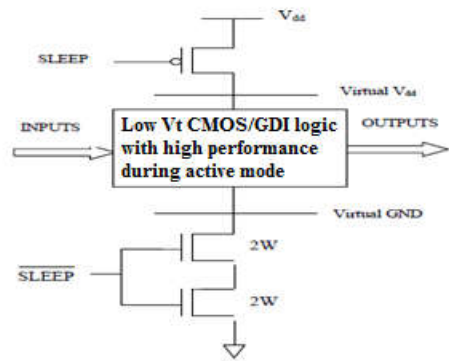 V_dd
SLEEP
Virtual V_dd
INPUTS
Low Vt CMOS/GDI logic
with high performance
during active mode
OUTPUTS
Virtual GND
2W
S̅L̅E̅E̅P̅
2W